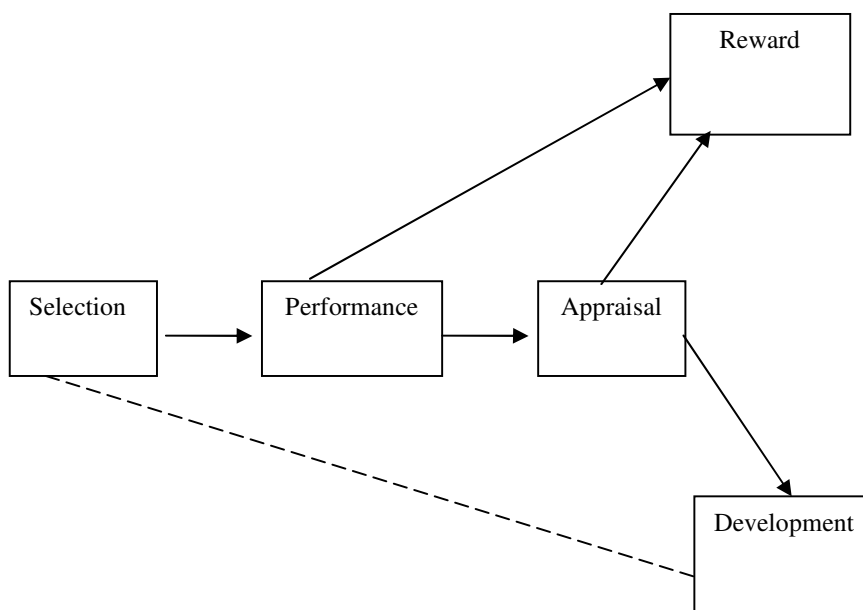 Reward
Selection
Performance
Appraisal
Development